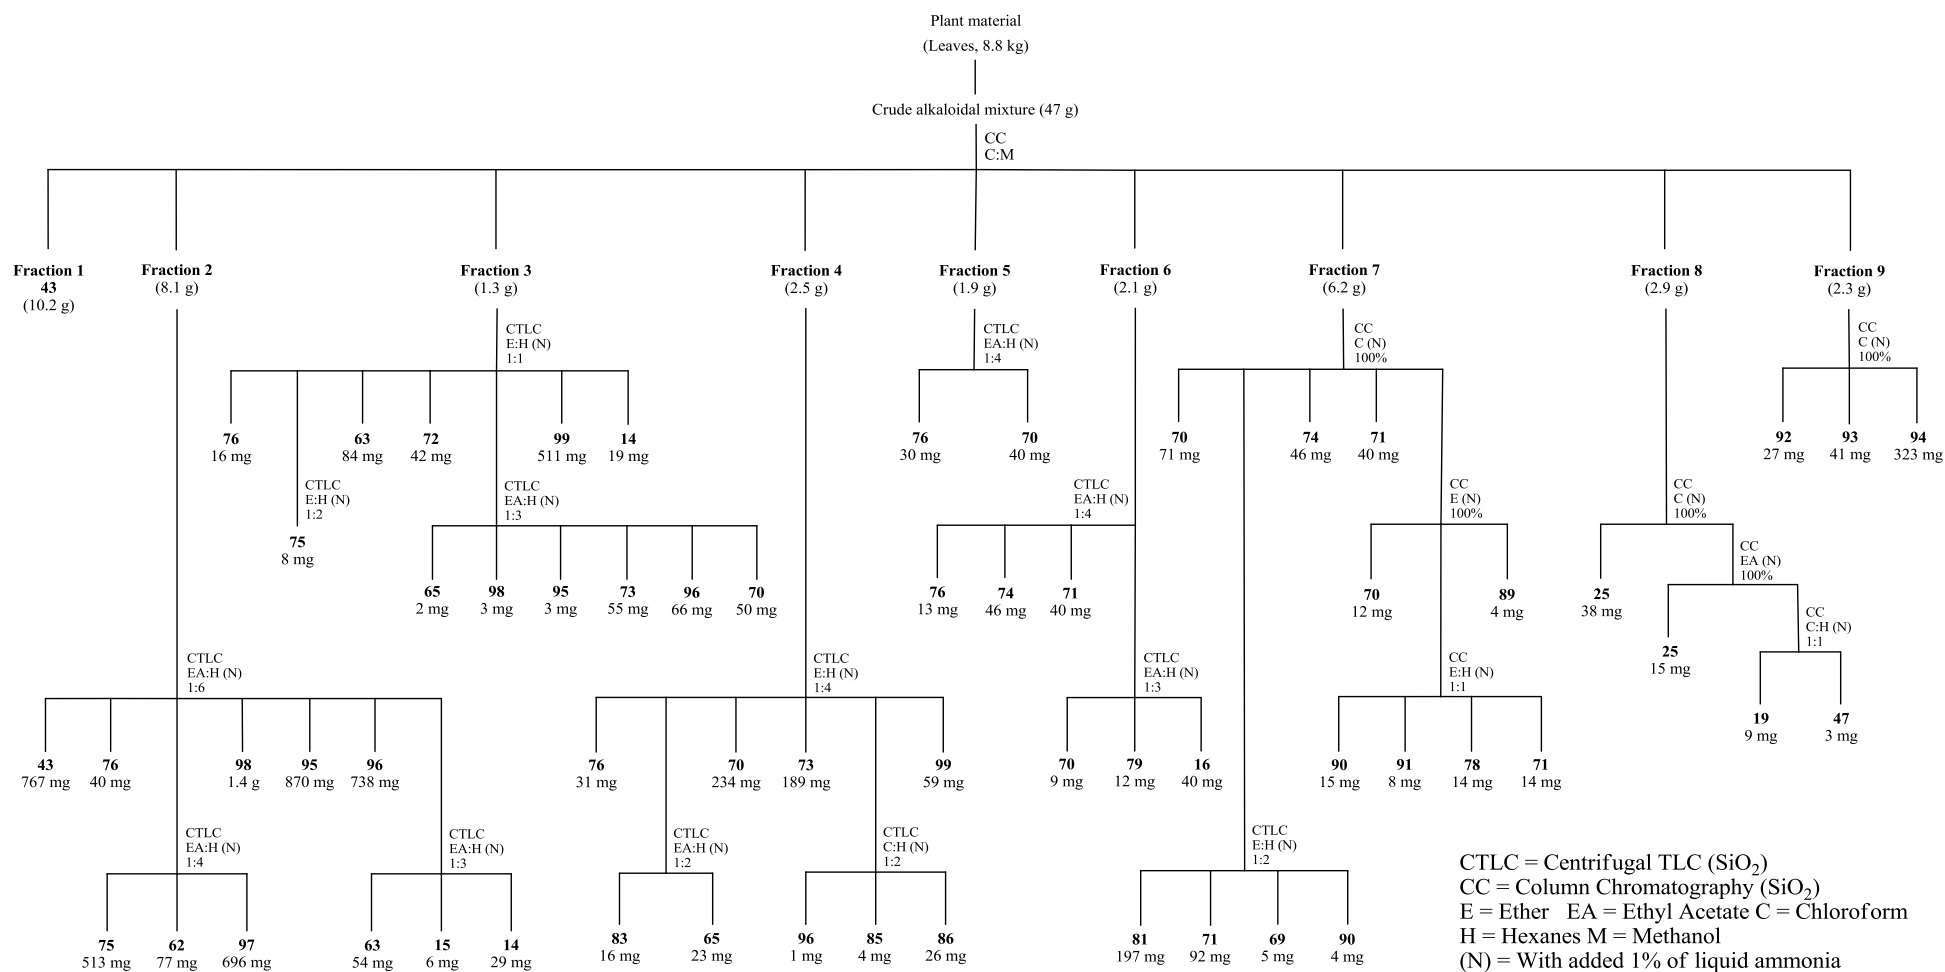 Plant material
(Leaves, 8.8 kg)
Crude alkaloidal mixture (47 g)
CC
C:M
Fraction 1
43
(10.2 g)
Fraction 2
(8.1 g)
Fraction 3
(1.3 g)
Fraction 4
(2.5 g)
Fraction 5
(1.9 g)
Fraction 6
(2.1 g)
Fraction 7
(6.2 g)
Fraction 8
(2.9 g)
Fraction 9
(2.3 g)
CTLC
E:H (N)
1:1
CTLC
EA:H (N)
1:4
CC
C (N)
100%
CC
C (N)
100%
76
16 mg
63
84 mg
72
42 mg
99
511 mg
14
19 mg
76
30 mg
70
40 mg
70
71 mg
74
46 mg
71
40 mg
92
27 mg
93
41 mg
94
323 mg
CTLC
E:H (N)
1:2
75
8 mg
CTLC
EA:H (N)
1:3
CTLC
EA:H (N)
1:4
CC
E (N)
100%
CC
C (N)
100%
65
2 mg
98
3 mg
95
3 mg
73
55 mg
96
66 mg
70
50 mg
76
13 mg
74
46 mg
71
40 mg
70
12 mg
89
4 mg
25
38 mg
CC
EA (N)
100%
25
15 mg
CC
C:H (N)
1:1
19
9 mg
47
3 mg
CTLC
EA:H (N)
1:6
CTLC
E:H (N)
1:4
CTLC
EA:H (N)
1:3
CC
E:H (N)
1:1
43
767 mg
76
40 mg
98
1.4 g
95
870 mg
96
738 mg
76
31 mg
70
234 mg
73
189 mg
99
59 mg
70
9 mg
79
12 mg
16
40 mg
90
15 mg
91
8 mg
78
14 mg
71
14 mg
CTLC
EA:H (N)
1:4
CTLC
EA:H (N)
1:3
CTLC
EA:H (N)
1:2
CTLC
C:H (N)
1:2
CTLC
E:H (N)
1:2
75
513 mg
62
77 mg
97
696 mg
63
54 mg
15
6 mg
14
29 mg
83
16 mg
65
23 mg
96
1 mg
85
4 mg
86
26 mg
81
197 mg
71
92 mg
69
5 mg
90
4 mg
CTLC = Centrifugal TLC (SiO₂)
CC = Column Chromatography (SiO₂)
E = Ether EA = Ethyl Acetate C = Chloroform
H = Hexanes M = Methanol
(N) = With added 1% of liquid ammonia